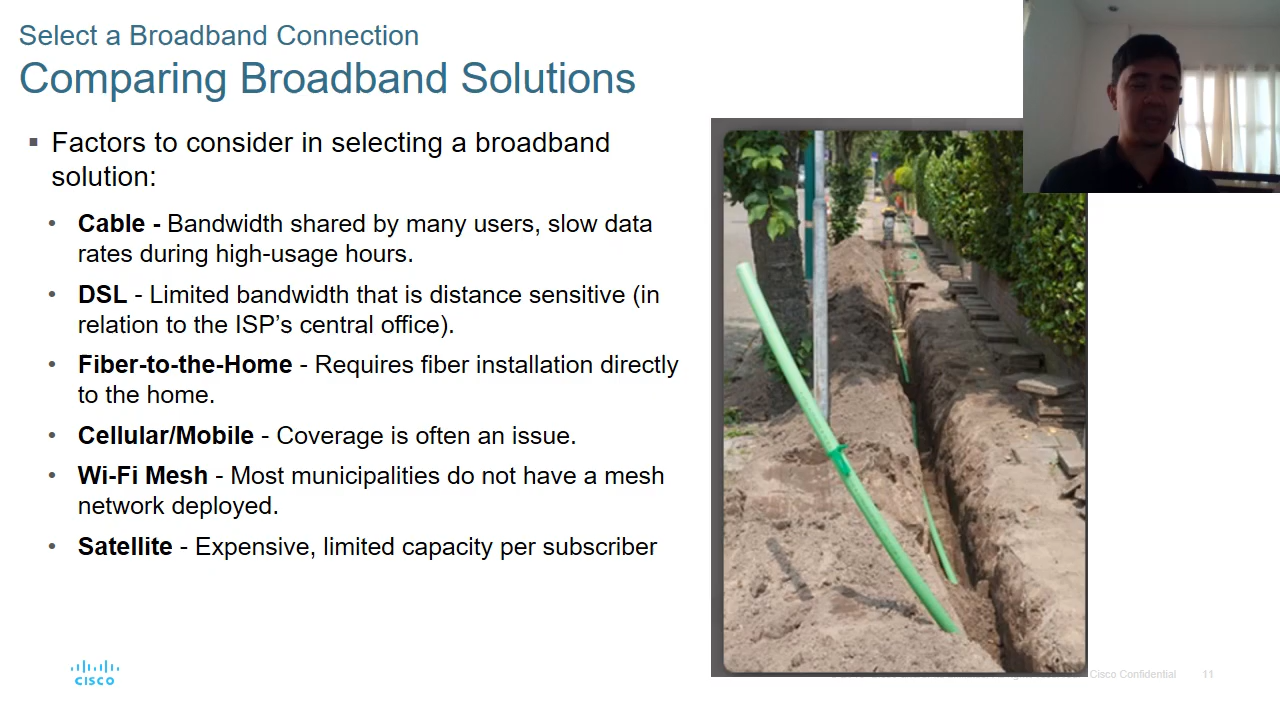 Select a Broadband Connection
Comparing Broadband Solutions
▪ Factors to consider in selecting a broadband
solution:
• Cable - Bandwidth shared by many users, slow data
rates during high-usage hours.
• DSL - Limited bandwidth that is distance sensitive (in
relation to the ISP’s central office).
• Fiber-to-the-Home - Requires fiber installation directly
to the home.
• Cellular/Mobile - Coverage is often an issue.
• Wi-Fi Mesh - Most municipalities do not have a mesh
network deployed.
• Satellite - Expensive, limited capacity per subscriber
CISCO
Cisco Confidential 11